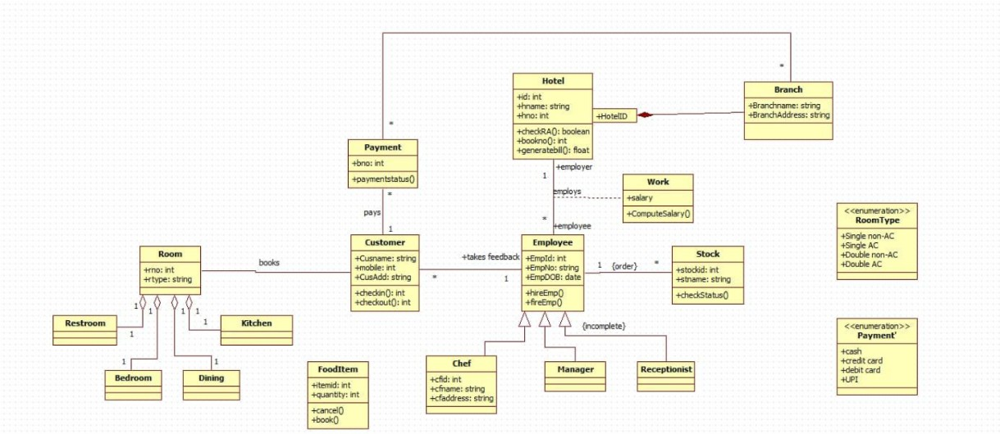 *
Hotel
+id: int
+hname: string
+hno: int
+checkRA(): boolean
+bookno(): int
+generatebill(): float
+HotelID
Branch
+Branchname: string
+BranchAddress: string
*
Payment
+bno: int
+paymentstatus()
*
pays
1
+employer
1
employs
*
+employee
Work
+salary
+ComputeSalary()
<<enumeration>>
RoomType
+Single non-AC
+Single AC
+Double non-AC
+Double AC
Room
+rno: int
+rtype: string
books
Customer
+Cusname: string
+mobile: int
+CusAdd: string
+checkin(): int
+checkout(): int
+takes feedback
*
1
Employee
+EmpId: int
+EmpNo: string
+EmpDOB: date
+hireEmp()
+fireEmp()
1
{order}
*
Stock
+stockid: int
+stname: string
+checkStatus()
1
1
1
1
Restroom
1
Kitchen
1
1
Bedroom
1
Dining
FoodItem
+itemid: int
+quantity: int
+cancel()
+book()
{incomplete}
Chef
+cfid: int
+cfname: string
+cfaddress: string
Manager
Receptionist
<<enumeration>>
Payment'
+cash
+credit card
+debit card
+UPI